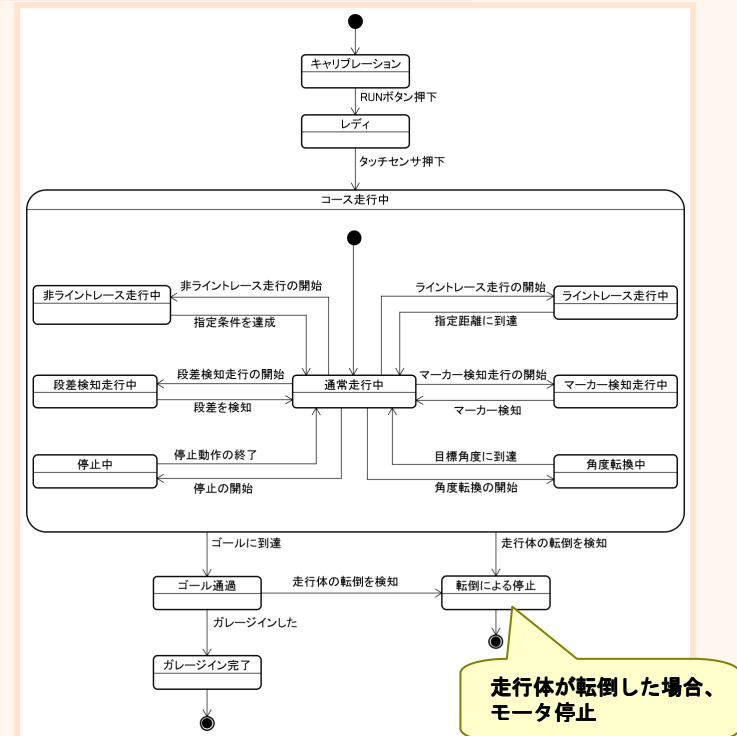 キャリブレーション
RUNボタン押下
レディ
タッチセンサ押下
コース走行中
非ライントレース走行の開始
ライントレース走行の開始
非ライントレース走行中
ライントレース走行中
指定条件を達成
指定距離に到達
段差検知走行の開始
マーカー検知走行の開始
段差検知走行中
通常走行中
マーカー検知走行中
段差を検知
マーカー検知
停止動作の終了
目標角度に到達
停止中
角度転換中
停止の開始
角度転換の開始
ゴールに到達
走行体の転倒を検知
ゴール通過
走行体の転倒を検知
転倒による停止
ガレージインした
ガレージイン完了
走行体が転倒した場合、
モータ停止